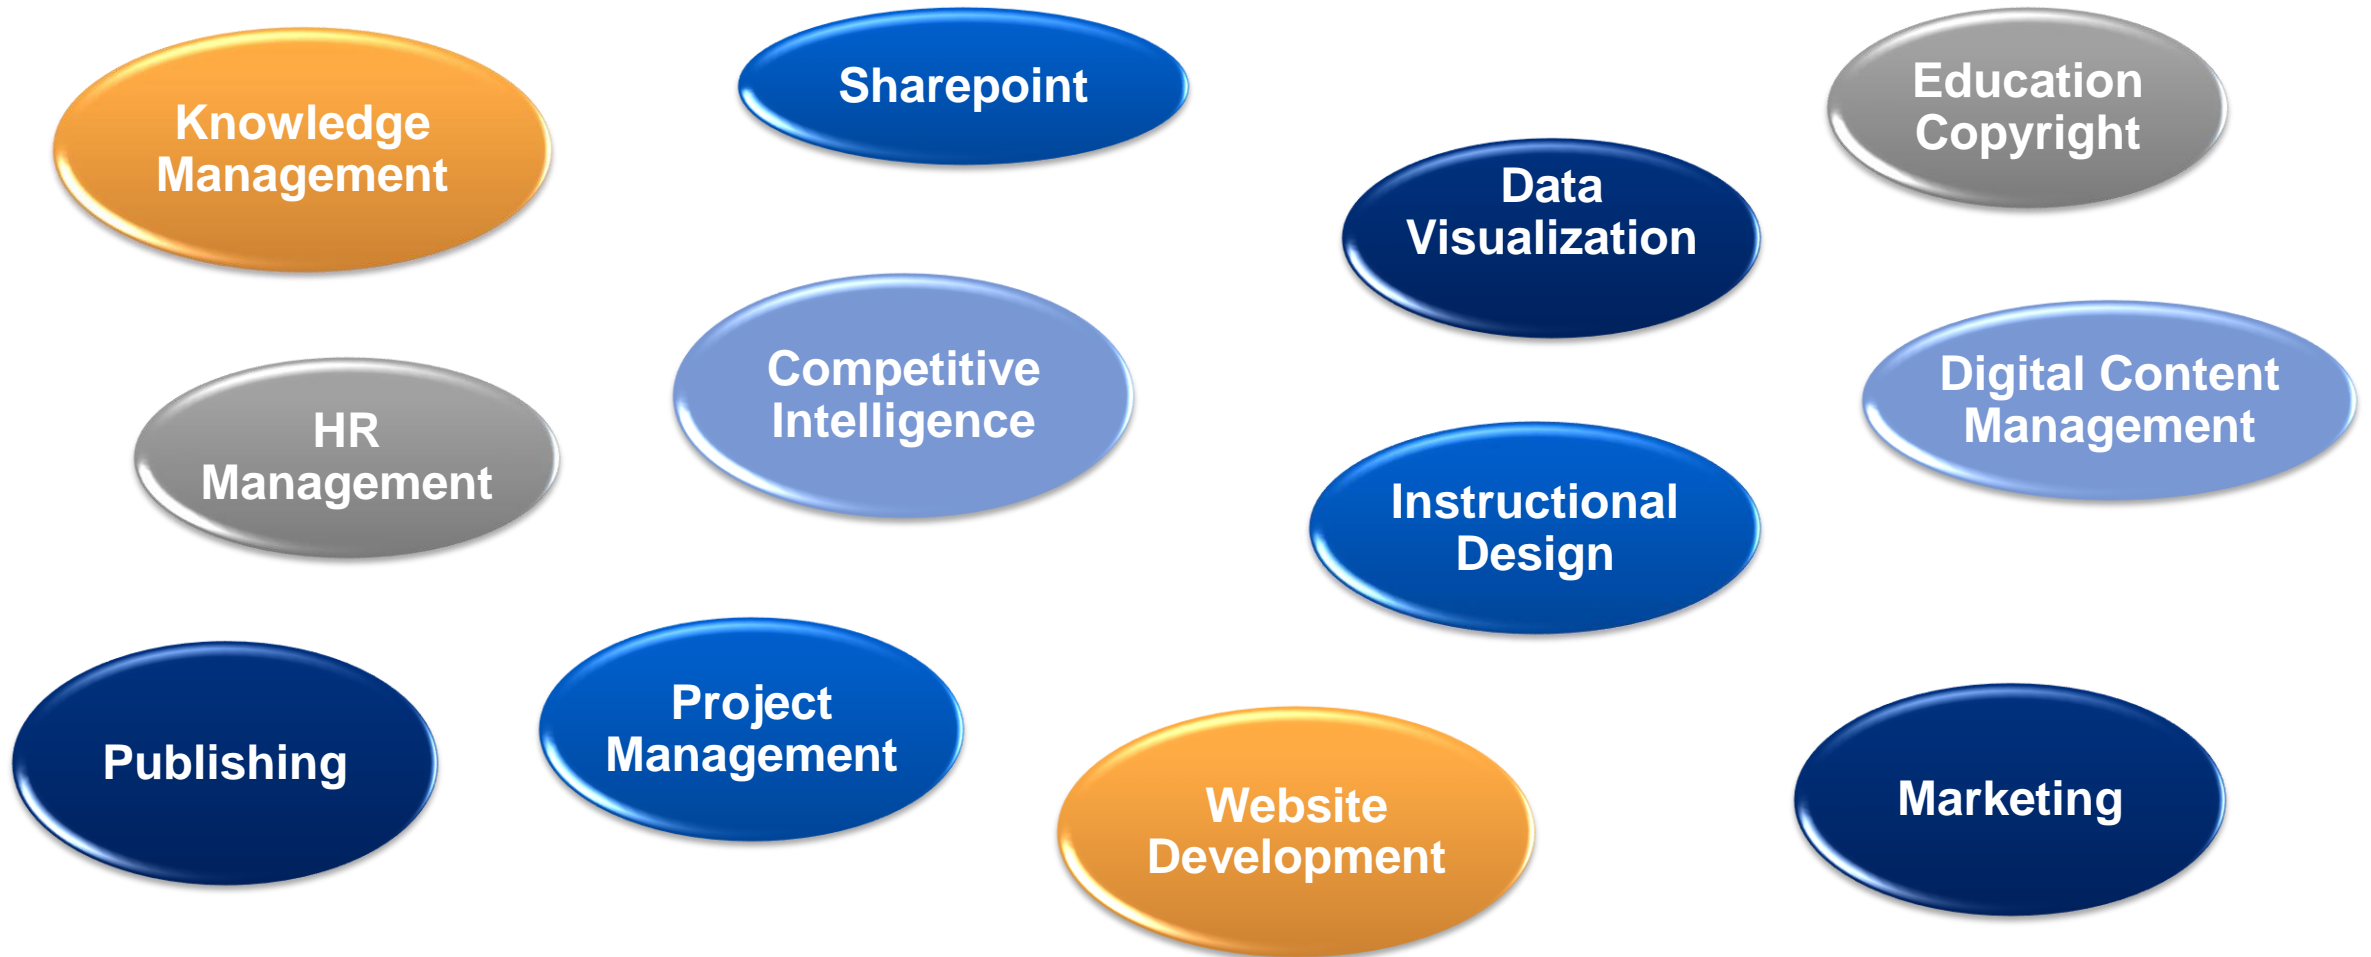 Knowledge
Management
Sharepoint
Education
Copyright
Data
Visualization
HR
Management
Competitive
Intelligence
Instructional
Design
Digital Content
Management
Publishing
Project
Management
Website
Development
Marketing